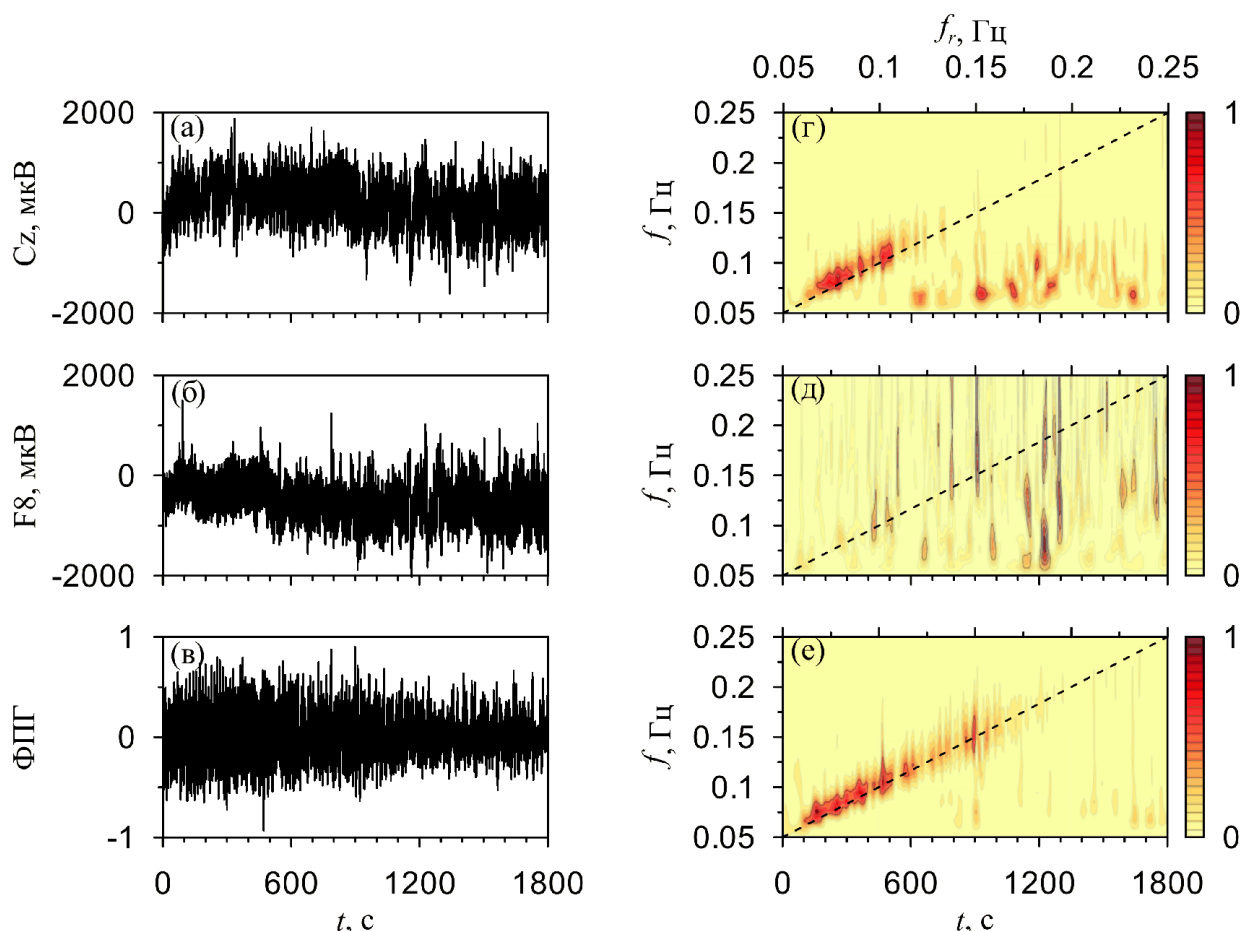 f_r, Гц
0.05 0.1 0.15 0.2 0.25
2000 (а) 0.25 (г) 1
Cz, мкВ 0.2 f, Гц
0 0.15
0.1
-2000 0.05 0
2000 (б) 0.25 (д) 1
F8, мкВ 0.2 f, Гц
0 0.15
0.1
-2000 0.05 0
1 (в) 0.25 (е) 1
ФПГ 0.2 f, Гц
0 0.15
0.1
-1 0.05 0
0 600 1200 1800 0 600 1200 1800
t, с t, с